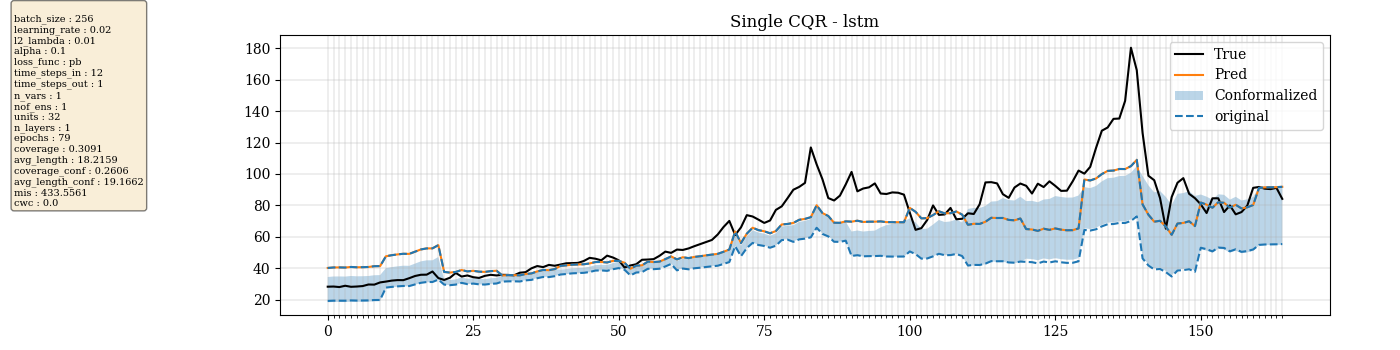 batch_size : 256
learning_rate : 0.02
l2_lambda : 0.01
alpha : 0.1
loss_func : pb
time_steps_in : 12
time_steps_out : 1
n_vars : 1
nof_ens : 1
units : 32
n_layers : 1
epochs : 79
coverage : 0.3091
avg_length : 18.2159
coverage_conf : 0.2606
avg_length_conf : 19.1662
mis : 433.5561
cwc : 0.0
Single CQR - lstm
180
160
140
120
100
80
60
40
20
0 25 50 75 100 125 150
True
Pred
Conformalized
original